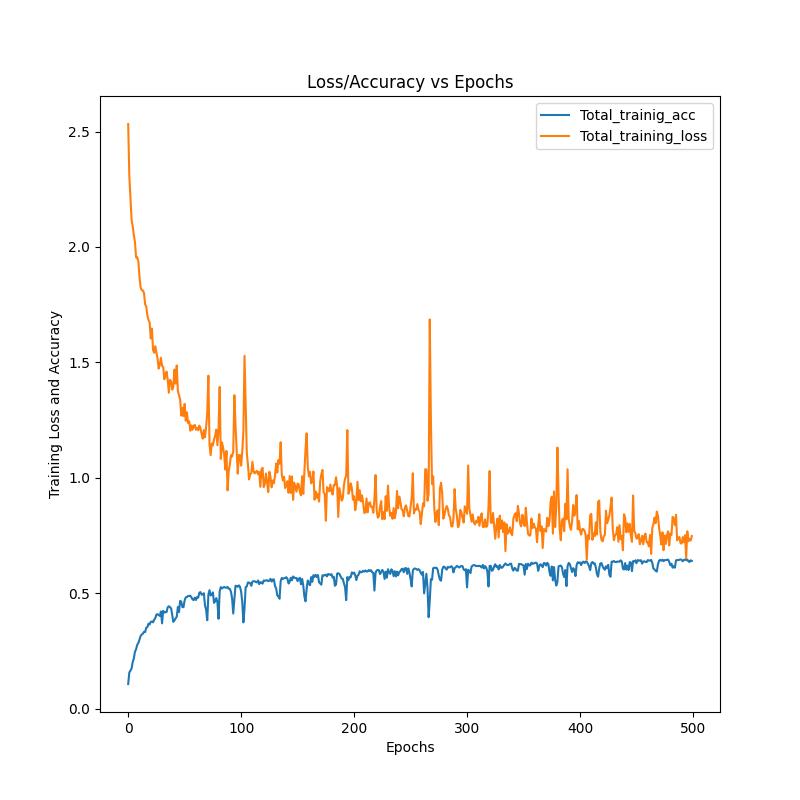 Loss/Accuracy vs Epochs
Total_trainig_acc
Total_training_loss
2.5
2.0
1.5
1.0
0.5
0.0
Training Loss and Accuracy
0 100 200 300 400 500
Epochs